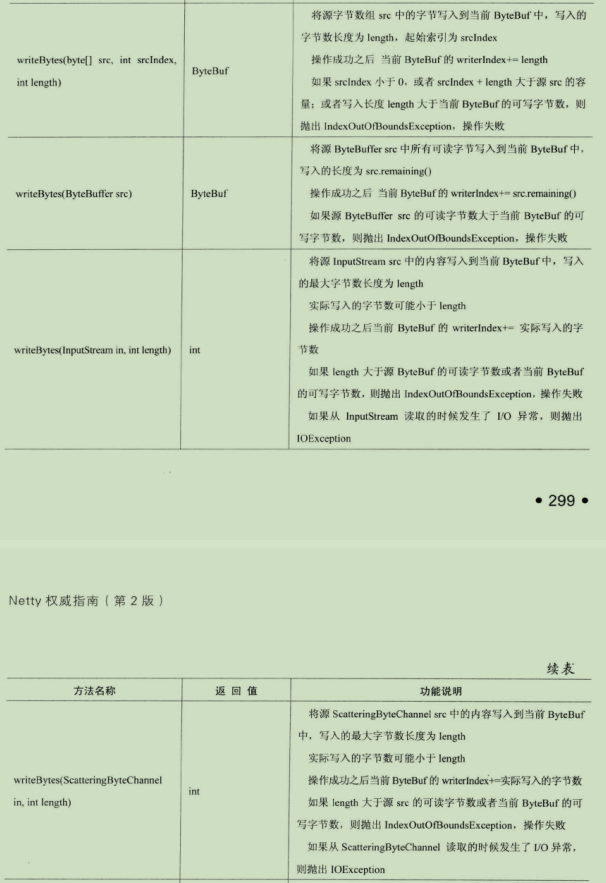 将源字节数组 src 中的字节写入到当前 ByteBuf 中，写入的
字节数长度为 length，起始索引为 srcIndex
writeBytes(byte[] src, int srcIndex,
int length)
ByteBuf
操作成功之后 当前 ByteBuf 的 writerIndex+= length
如果 srcIndex 小于 0，或者 srcIndex + length 大于源 src 的容
量；或者写入长度 length 大于当前 ByteBuf 的可写字节数，则
抛出 IndexOutOfBoundsException，操作失败
将源 ByteBuffer src 中所有可读字节写入到当前 ByteBuf 中，
写入的长度为 src.remaining()
writeBytes(ByteBuffer src)
ByteBuf
操作成功之后 当前 ByteBuf 的 writerIndex+= src.remaining()
如果源 ByteBuffer src 的可读字节数大于当前 ByteBuf 的可
写字节数，则抛出 IndexOutOfBoundsException，操作失败
将源 InputStream src 中的内容写入到当前 ByteBuf 中，写入
的最大字节数长度为 length
实际写入的字节数可能小于 length
操作成功之后当前 ByteBuf 的 writerIndex+= 实际写入的字
节数
writeBytes(InputStream in, int length)
int
如果 length 大于源 ByteBuf 的可读字节数或者当前 ByteBuf
的可写字节数，则抛出 IndexOutOfBoundsException，操作失败
如果从 InputStream 读取的时候发生了 I/O 异常，则抛出
IOException
• 299 •
Netty 权威指南（第 2 版）
续表
方法名称
返 回 值
功能说明
将源 ScatteringByteChannel src 中的内容写入到当前 ByteBuf
中，写入的最大字节数长度为 length
实际写入的字节数可能小于 length
writeBytes(ScatteringByteChannel
in, int length)
int
操作成功之后当前 ByteBuf 的 writerIndex+=实际写入的字节数
如果 length 大于源 src 的可读字节数或者当前 ByteBuf 的可
写字节数，则抛出 IndexOutOfBoundsException，操作失败
如果从 ScatteringByteChannel 读取的时候发生了 I/O 异常，
则抛出 IOException